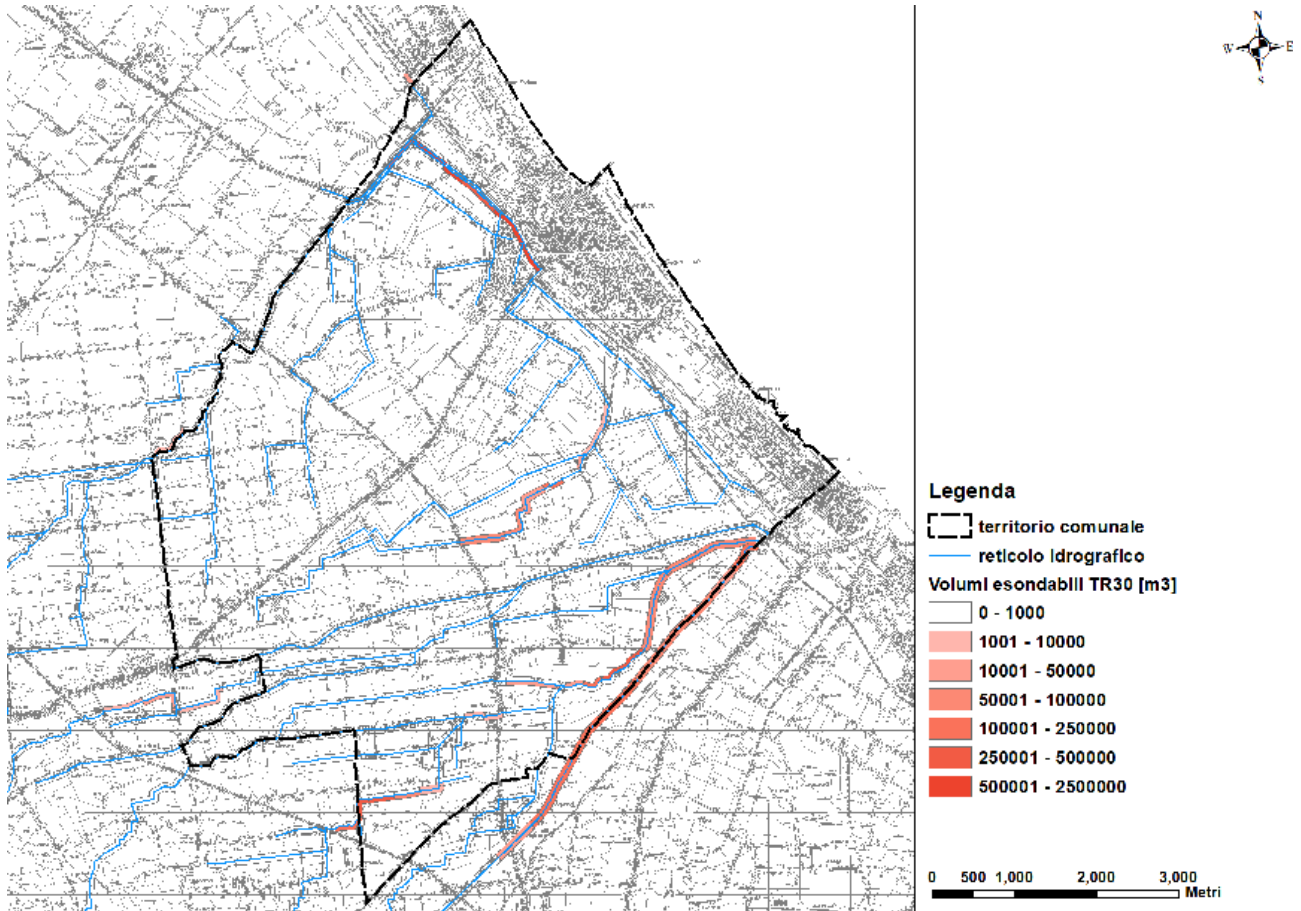 N
W E
S
Legenda
territorio comunale
reticolo idrografico
Volumi esondabili TR30 [m3]
0 - 1000
1001 - 10000
10001 - 50000
50001 - 100000
100001 - 250000
250001 - 500000
500001 - 2500000
0 500 1,000 2,000 3,000
Metri